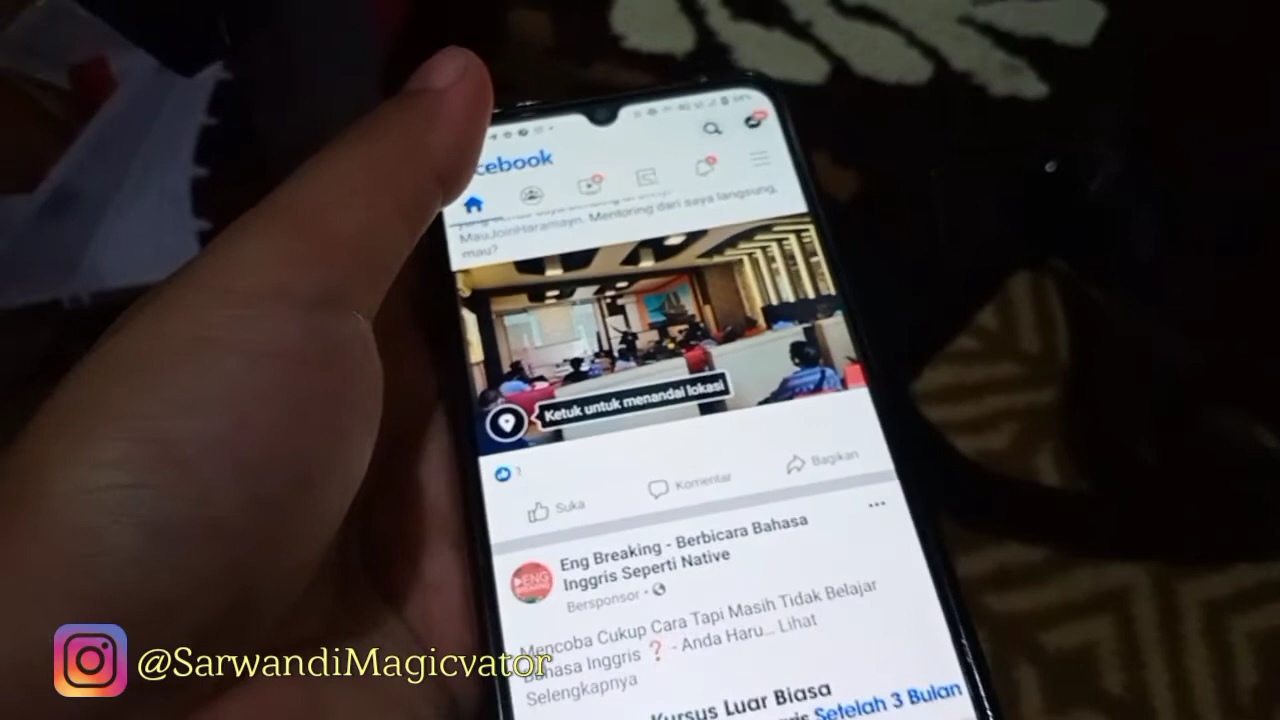 cebook
MauJoinHaramayn. Mentoring dari saya langsung,
mau?
Ketuk untuk menandai lokasi
Suka
Komentar
Bagikan
Eng Breaking - Berbicara Bahasa
Inggris Seperti Native
Bersponsor
Mencoba Cukup Cara Tapi Masih Tidak Belajar
Bahasa Inggris ❓ - Anda Haru... Lihat
Selengkapnya
Kursus Luar Biasa
Setelah 3 Bulan
@SarwandiMagicvator